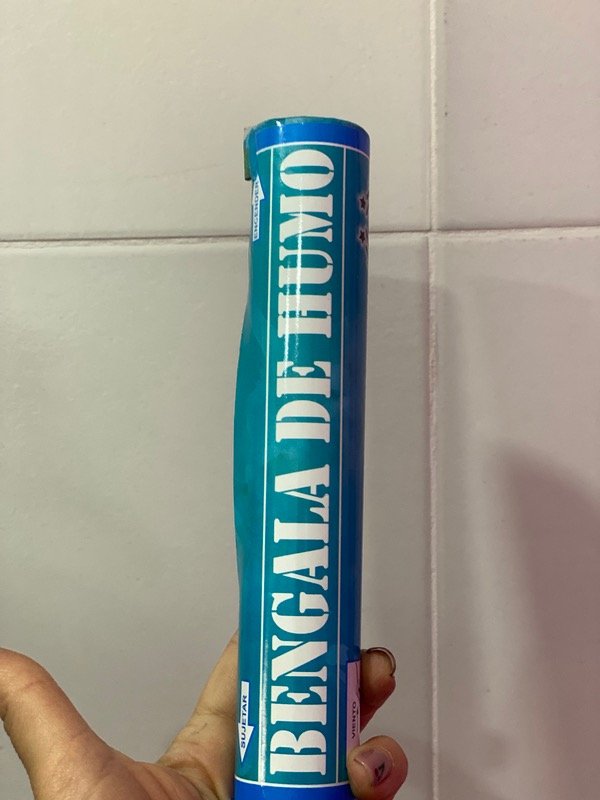 ENCENDER
BENGALA DE HUMO
SUJETAR
VIENTO